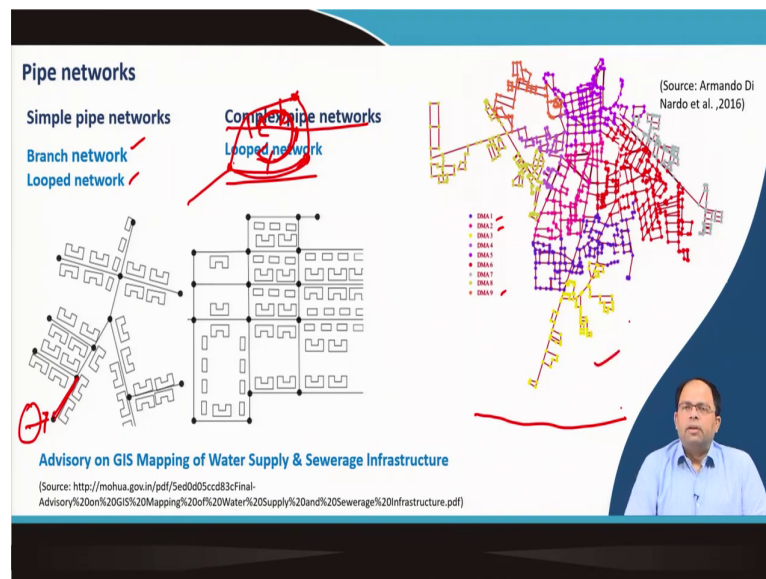 Pipe networks
Simple pipe networks
Branch network
Looped network
Complex pipe networks
Looped network
(Source: Armando Di
Nardo et al. ,2016)
DMA 1
DMA 2
DMA 3
DMA 4
DMA 5
DMA 6
DMA 7
DMA 8
DMA9
Advisory on GIS Mapping of Water Supply & Sewerage Infrastructure
(Source: http://mohua.gov.in/pdf/5ed0d05ccd83cFinal-
Advisory%20on%20GIS%20Mapping%20of%20Water%20Supply%20and%20Sewerage%20Infrastructure.pdf)